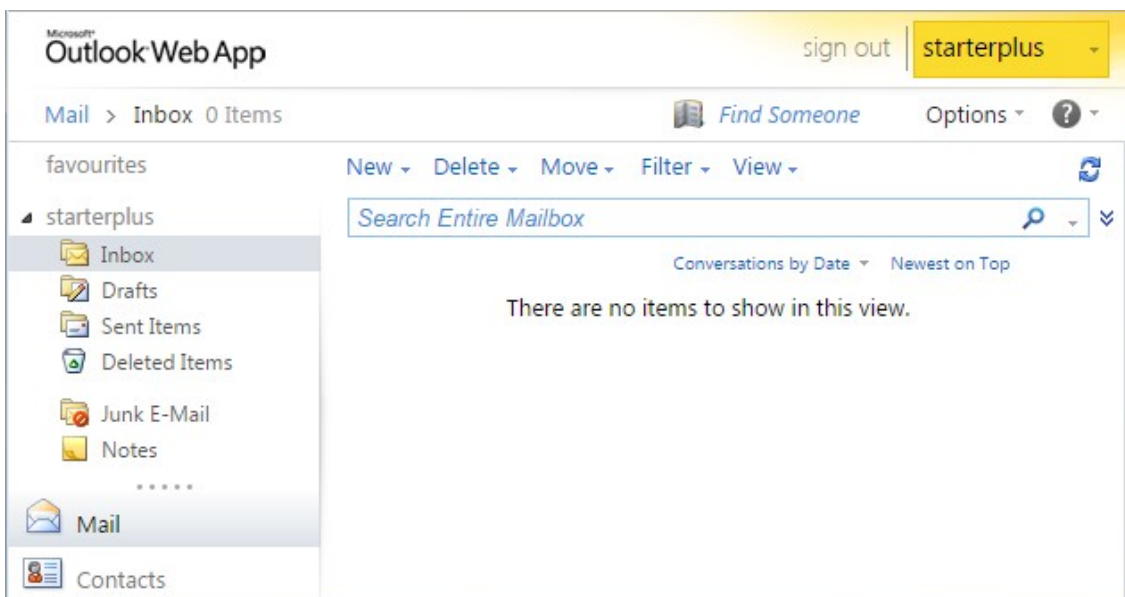 Microsoft
Outlook Web App
sign out
starterplus
Mail > Inbox 0 Items
Find Someone
Options
?
favourites
New Delete Move Filter View
starterplus
Search Entire Mailbox
Inbox
Conversations by Date Newest on Top
Drafts
There are no items to show in this view.
Sent Items
Deleted Items
Junk E-Mail
Notes
Mail
Contacts